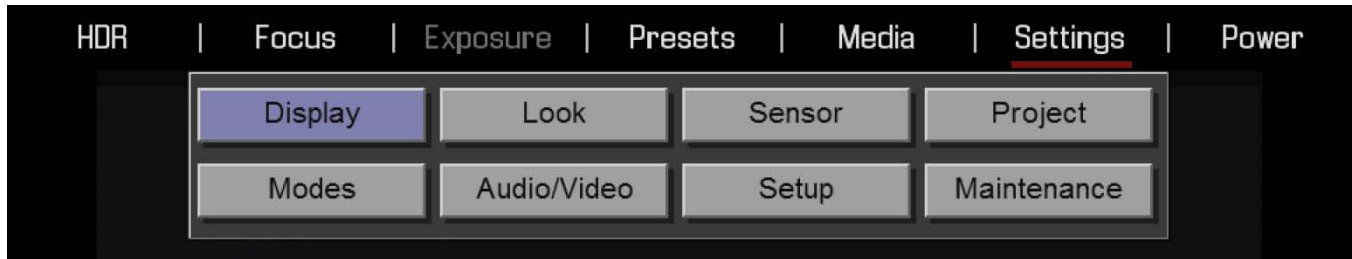 HDR | Focus | Exposure | Presets | Media | Settings | Power
Display Look Sensor Project
Modes Audio/Video Setup Maintenance